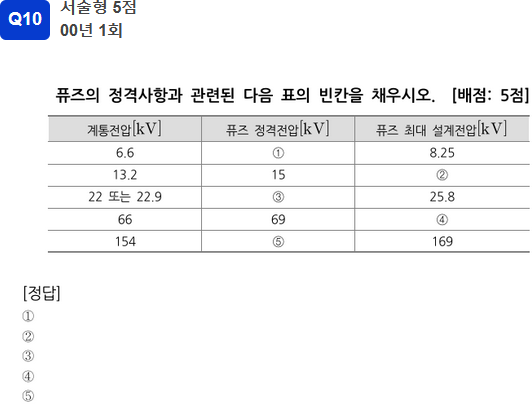 Q10 서술형 5점
00년 1회
퓨즈의 정격사항과 관련된 다음 표의 빈칸을 채우시오. [배점: 5점]
계통전압[kV] 퓨즈 정격전압[kV] 퓨즈 최대 설계전압[kV]
6.6 ① 8.25
13.2 15 ②
22 또는 22.9 ③ 25.8
66 69 ④
154 ⑤ 169
[정답]
①
②
③
④
⑤